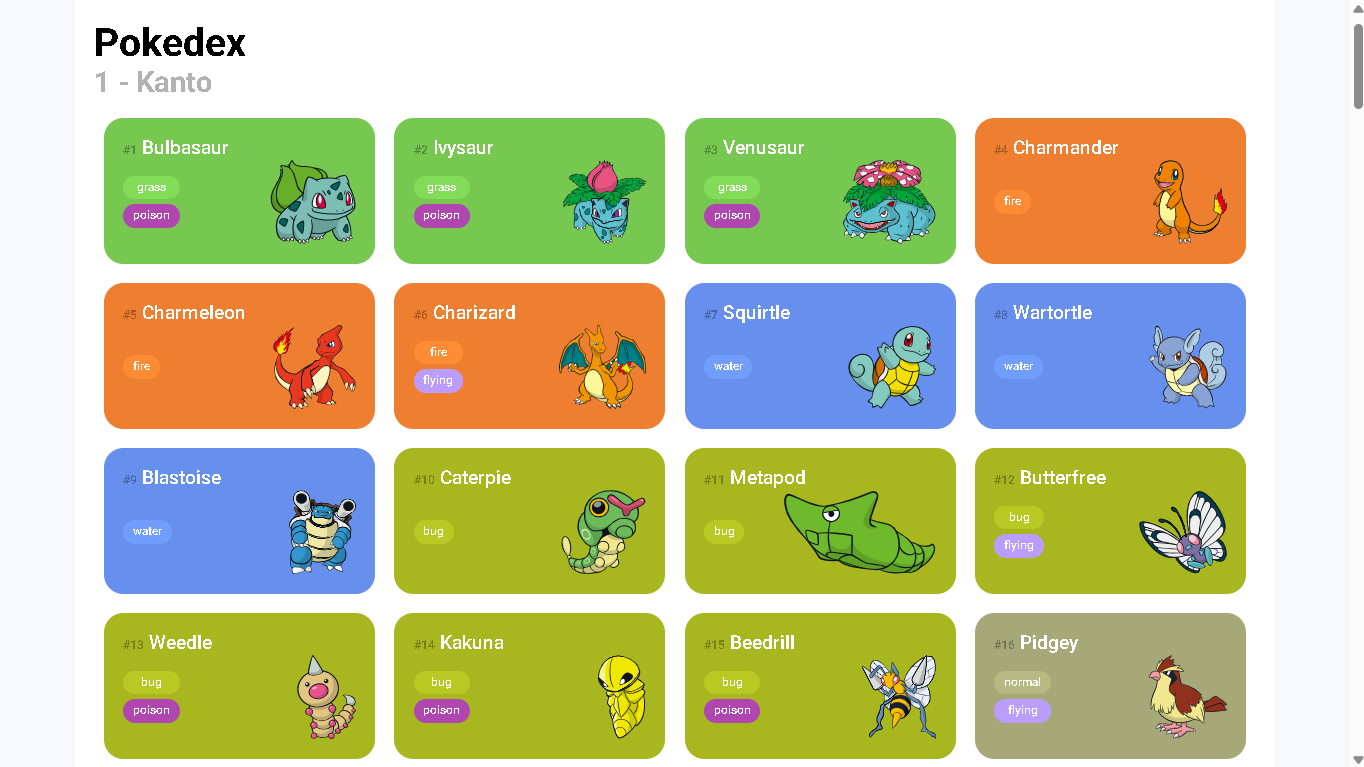 Pokedex
1 - Kanto
#1 Bulbasaur
grass
poison
#2 Ivysaur
grass
poison
#3 Venusaur
grass
poison
#4 Charmander
fire
#5 Charmeleon
fire
#6 Charizard
fire
flying
#7 Squirtle
water
#8 Wartortle
water
#9 Blastoise
water
#10 Caterpie
bug
#11 Metapod
bug
#12 Butterfree
bug
flying
#13 Weedle
bug
poison
#14 Kakuna
bug
poison
#15 Beedrill
bug
poison
#16 Pidgey
normal
flying